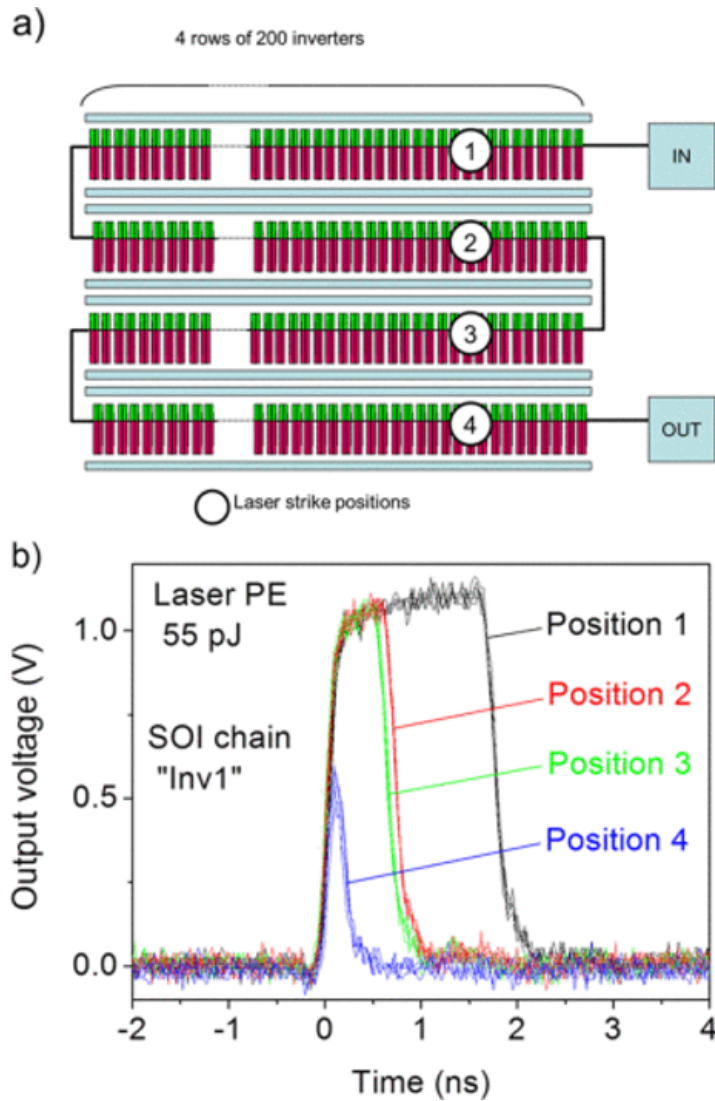 a)
4 rows of 200 inverters
1
IN
2
3
4
OUT
Laser strike positions
b)
Laser PE
55 pJ
SOI chain
"Inv1"
Position 1
Position 2
Position 3
Position 4
Output voltage (V)
1.0
0.5
0.0
-2
-1
0
1
2
3
4
Time (ns)